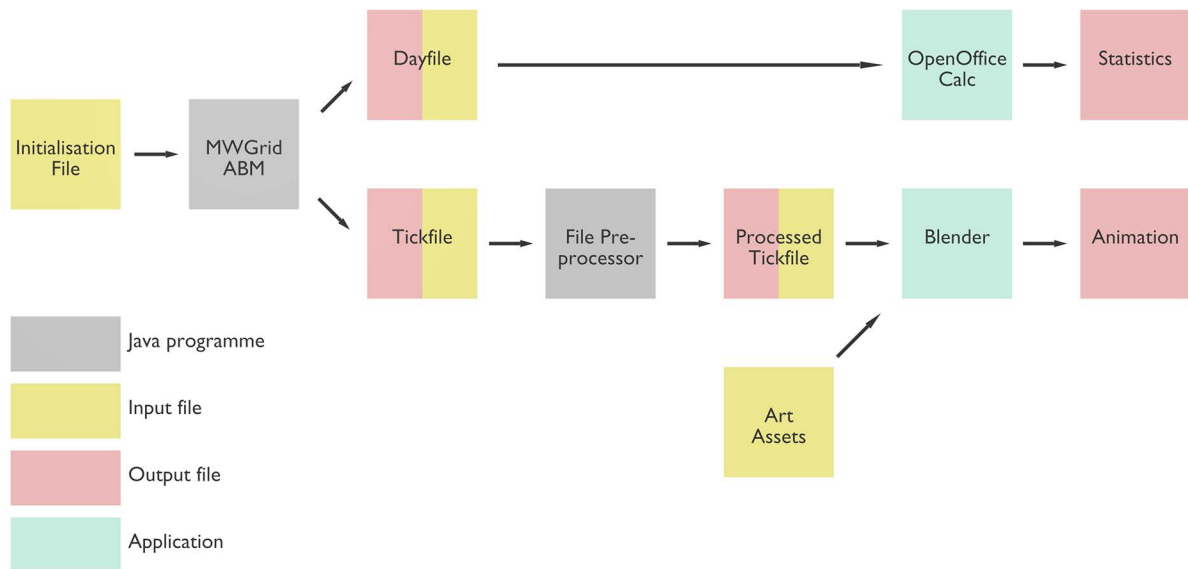 Dayfile
OpenOffice
Calc
Statistics
Initialisation
File
MWGrid
ABM
Tickfile
File Pre-
processor
Processed
Tickfile
Blender
Animation
Art
Assets
Java programme
Input file
Output file
Application